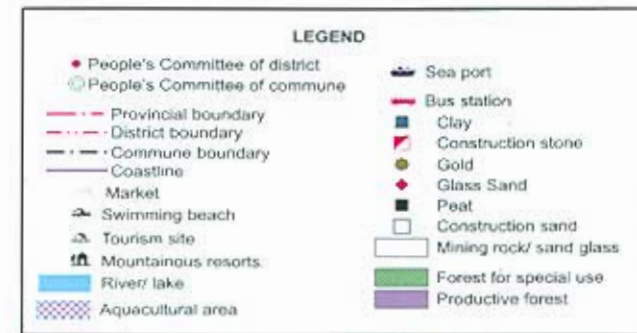 LEGEND
People's Committee of district
People's Committee of commune
Provincial boundary
District boundary
Commune boundary
Coastline
Market
Swimming beach
Tourism site
Mountainous resorts
River/ lake
Aquacultural area
Sea port
Bus station
Clay
Construction stone
Gold
Glass Sand
Peat
Construction sand
Mining rock/ sand glass
Forest for special use
Productive forest